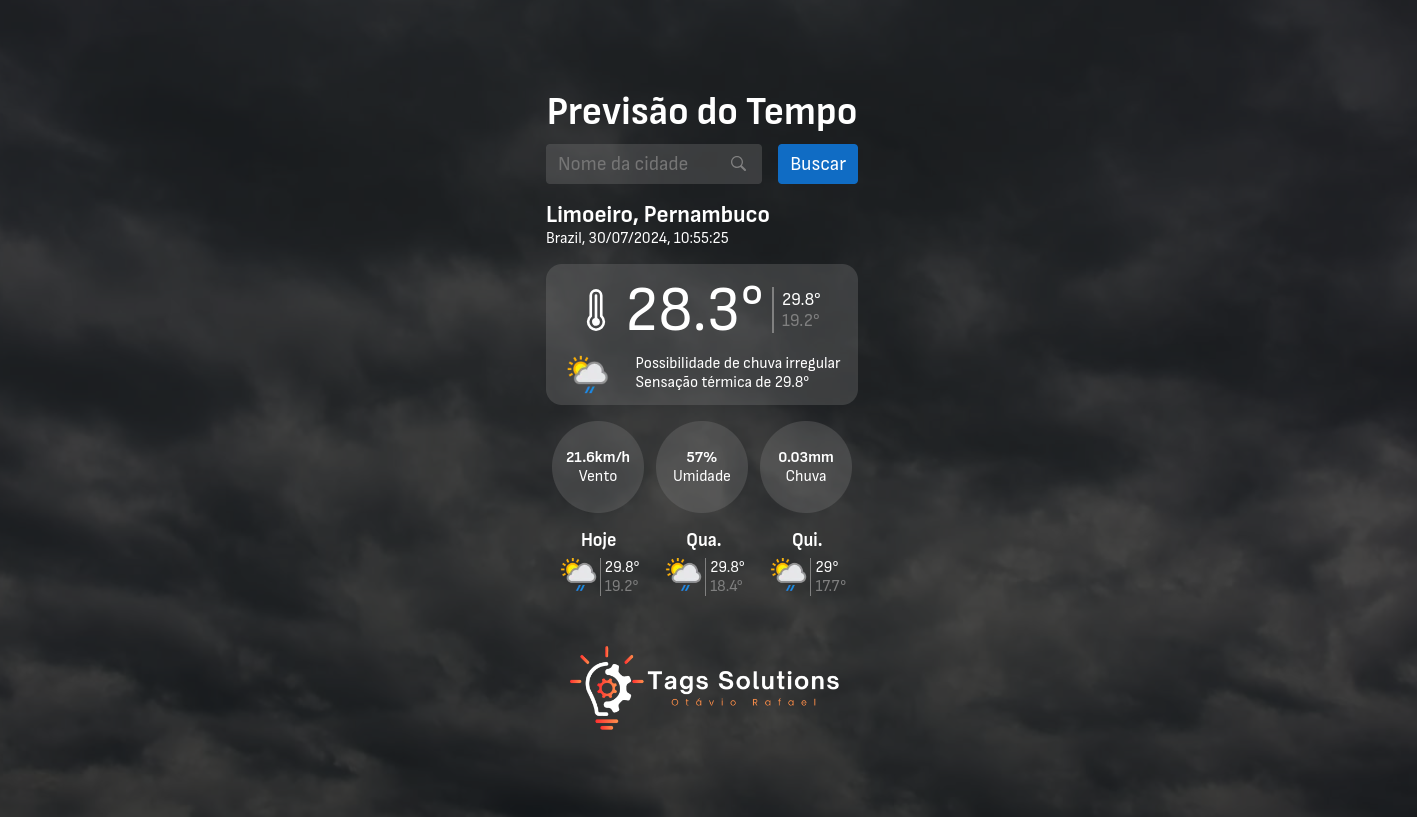 Previsão do Tempo
Nome da cidade
Buscar
Limoeiro, Pernambuco
Brazil, 30/07/2024, 10:55:25
28.3°
29.8°
19.2°
Possibilidade de chuva irregular
Sensação térmica de 29.8°
21.6km/h
Vento
57%
Umidade
0.03mm
Chuva
Hoje
29.8°
19.2°
Qua.
29.8°
18.4°
Qui.
29°
17.7°
Tags Solutions
Otávio Rafael